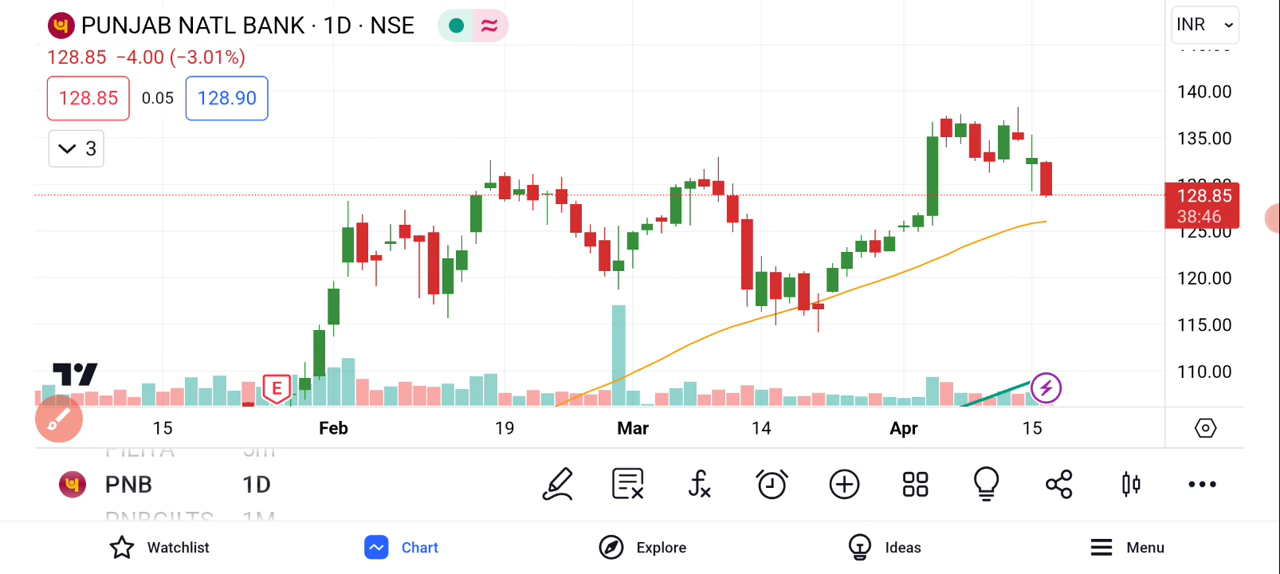 PUNJAB NATL BANK · 1D · NSE
INR
128.85 −4.00 (−3.01%)
128.85 0.05 128.90
3
140.00
135.00
128.85
38:46
125.00
120.00
115.00
110.00
E
15 Feb 19 Mar 14 Apr 15
PNB 1D
Watchlist Chart Explore Ideas Menu